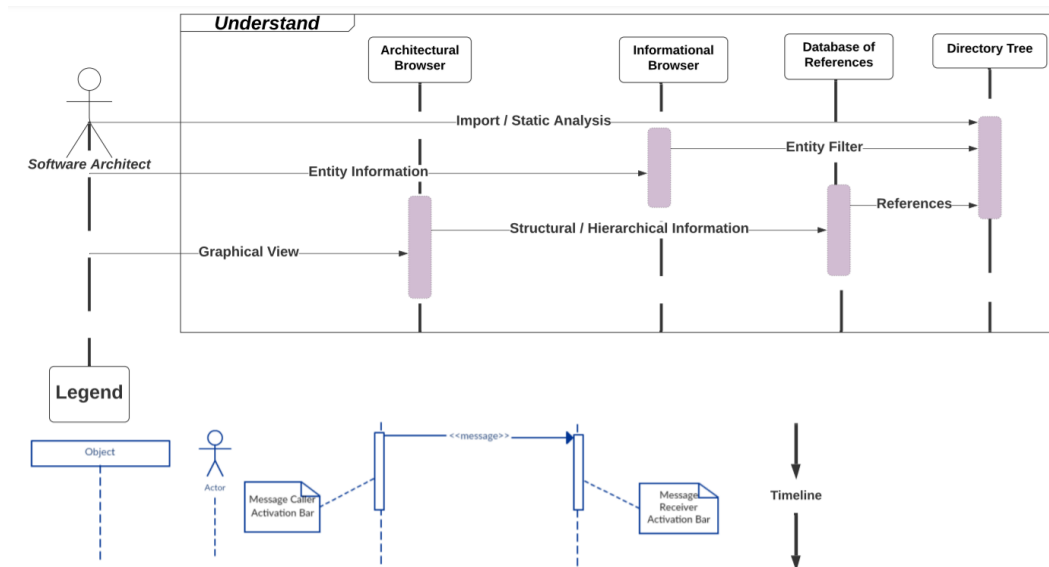 Understand
Architectural
Browser
Informational
Browser
Database of
References
Directory Tree
Import / Static Analysis
Entity Filter
Software Architect
Entity Information
References
Structural / Hierarchical Information
Graphical View
Legend
Object
Actor
<<message>>
Message Caller
Activation Bar
Message
Receiver
Activation Bar
Timeline